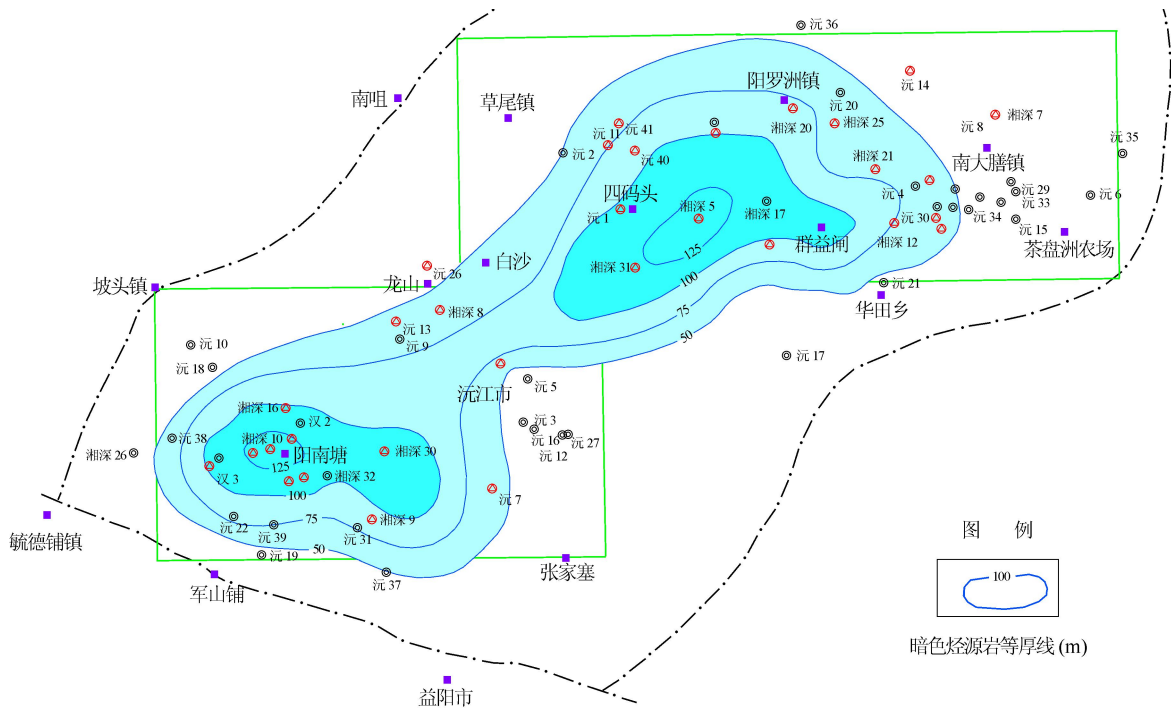 沅 36
阳罗洲镇
沅 14
南咀
草尾镇
沅 20
沅 41
沅 11
湘深 20
湘深 25
湘深 7
沅 8
沅 35
沅 2
沅 40
湘深 21
南大膳镇
四码头
沅 1
湘深 5
湘深 17
沅 4
沅 29
沅 33
沅 6
沅 30
沅 34
沅 15
群益闸
湘深 12
茶盘洲农场
125
湘深 31
100
白沙
沅 26
龙山
坡头镇
沅 21
华田乡
75
50
湘深 8
沅 13
沅 9
沅 10
沅 18
沅 17
沅江市
沅 5
湘深 16
汉 2
沅 3
沅 38
湘深 10
沅 16
沅 27
湘深 26
阳南塘
湘深 30
沅 12
125
汉 3
湘深 32
100
沅 7
沅 22
75
湘深 9
沅 39
沅 31
毓德铺镇
50
沅 19
图 例
军山铺
沅 37
张家塞
100
暗色烃源岩等厚线 (m)
益阳市